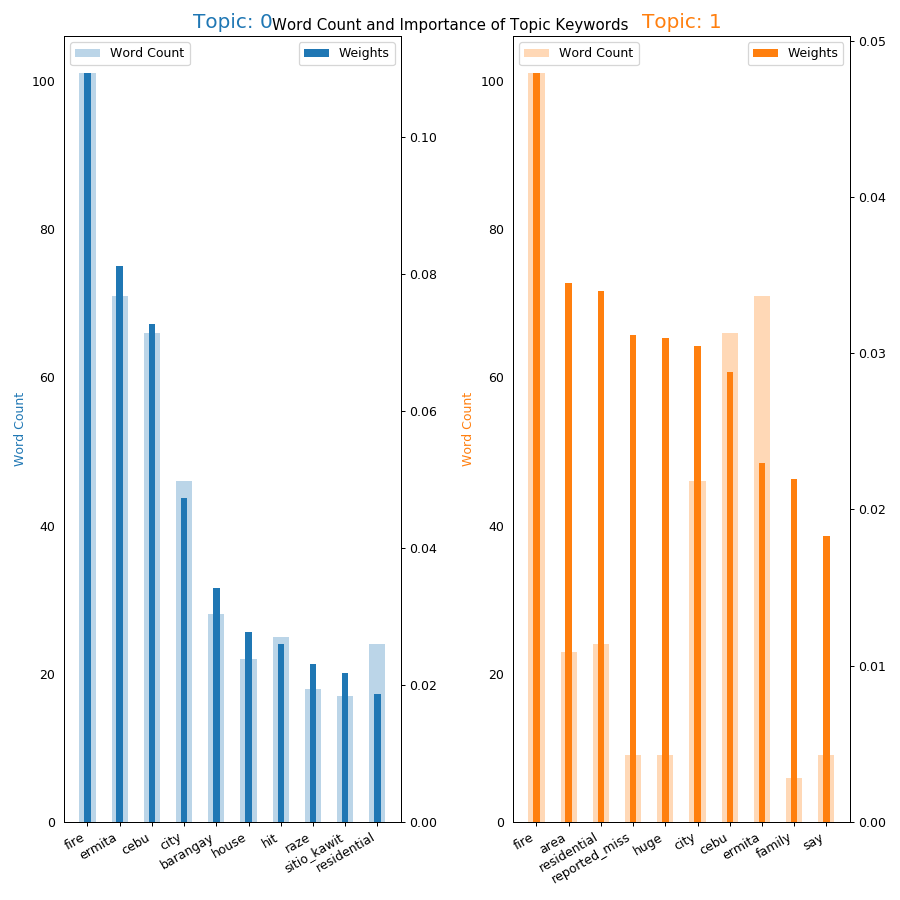 Word Count and Importance of Topic Keywords
Topic: 0
Word Count
Weights
Word Count
100
80
60
40
20
0
0.10
0.08
0.06
0.04
0.02
0.00
fire
ermita
cebu
city
barangay
house
hit
raze
sitio_kawit
residential
Topic: 1
Word Count
Weights
Word Count
100
80
60
40
20
0
0.05
0.04
0.03
0.02
0.01
0.00
fire
area
residential
reported_miss
huge
city
cebu
ermita
family
say